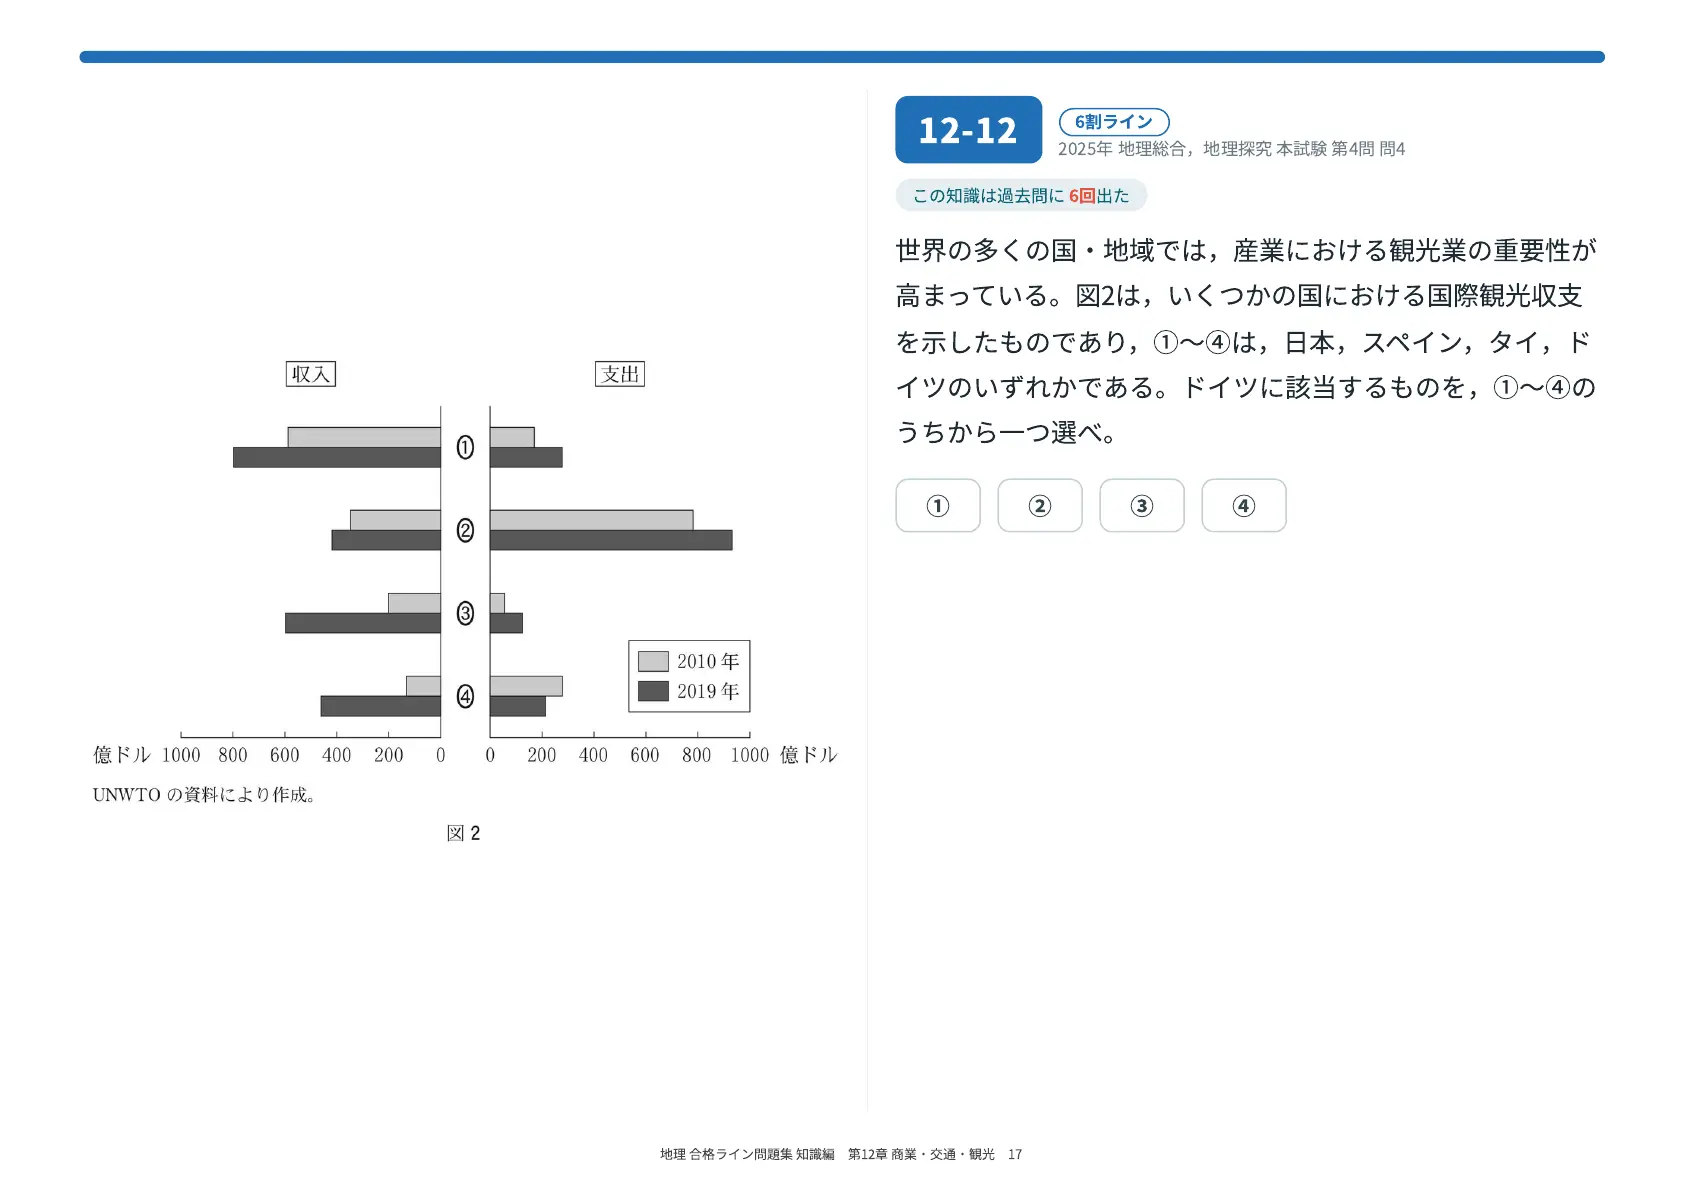 12-12
6割ライン
2025年 地理総合，地理探究 本試験 第4問 問4
この知識は過去問に 6回出た
世界の多くの国・地域では，産業における観光業の重要性が
高まっている。図2は，いくつかの国における国際観光収支
を示したものであり，①～④は，日本，スペイン，タイ，ド
イツのいずれかである。ドイツに該当するものを，①～④の
うちから一つ選べ。
① ② ③ ④
収入 支出
①
②
③
④
2010 年
2019 年
億ドル 1000 800 600 400 200 0 0 200 400 600 800 1000 億ドル
UNWTO の資料により作成。
図 2
地理 合格ライン問題集 知識編　第12章 商業・交通・観光　17